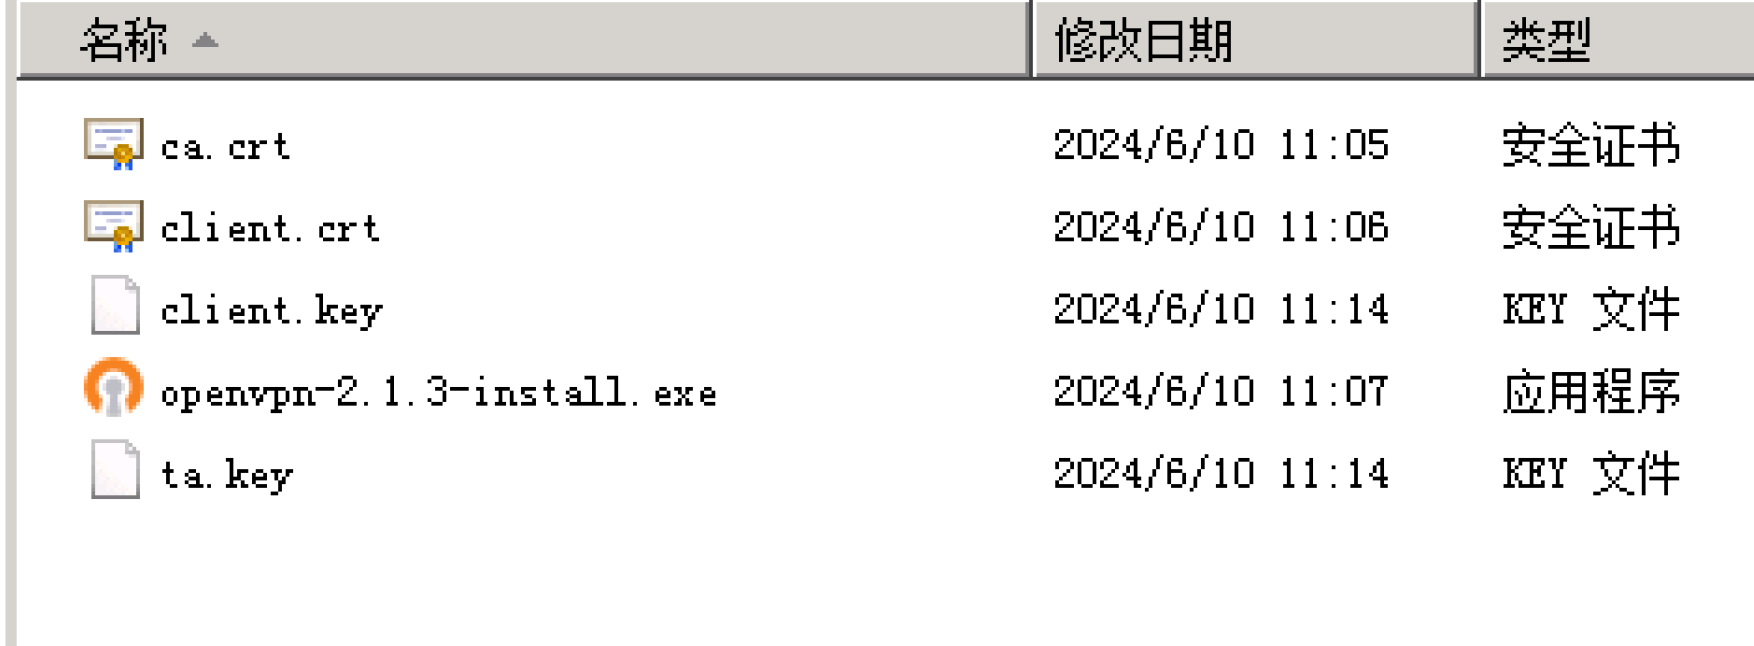 名称 修改日期 类型
ca.crt 2024/6/10 11:05 安全证书
client.crt 2024/6/10 11:06 安全证书
client.key 2024/6/10 11:14 KEY 文件
openvpn-2.1.3-install.exe 2024/6/10 11:07 应用程序
ta.key 2024/6/10 11:14 KEY 文件